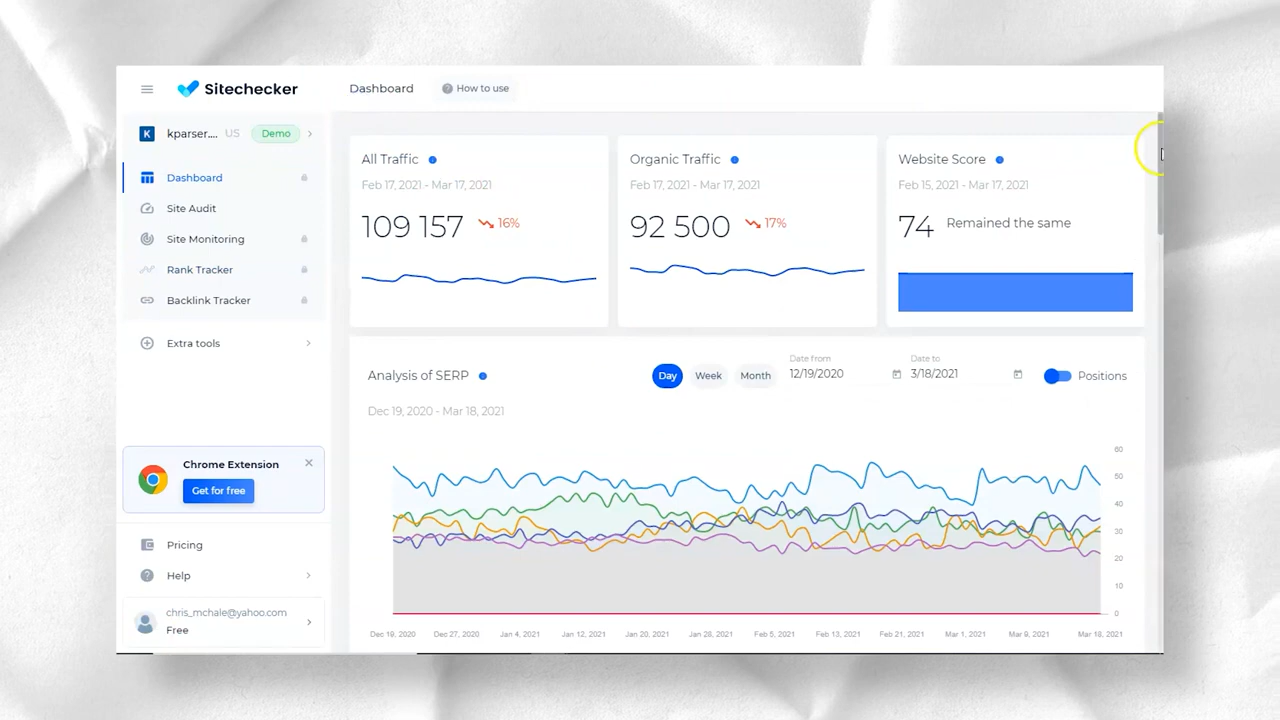 Sitechecker
Dashboard
How to use
K
kparser....
US
Demo
Dashboard
Site Audit
Site Monitoring
Rank Tracker
Backlink Tracker
Extra tools
Chrome Extension
Get for free
Pricing
Help
chris_mchale@yahoo.com
Free
All Traffic
Feb 17, 2021 - Mar 17, 2021
109 157
16%
Organic Traffic
Feb 17, 2021 - Mar 17, 2021
92 500
17%
Website Score
Feb 15, 2021 - Mar 17, 2021
74
Remained the same
Analysis of SERP
Dec 19, 2020 - Mar 18, 2021
Day
Week
Month
Date from
12/19/2020
Date to
3/18/2021
Positions
60
50
40
30
20
10
0
Dec 19, 2020
Dec 27, 2020
Jan 4, 2021
Jan 12, 2021
Jan 20, 2021
Jan 28, 2021
Feb 5, 2021
Feb 13, 2021
Feb 21, 2021
Mar 1, 2021
Mar 9, 2021
Mar 18, 2021